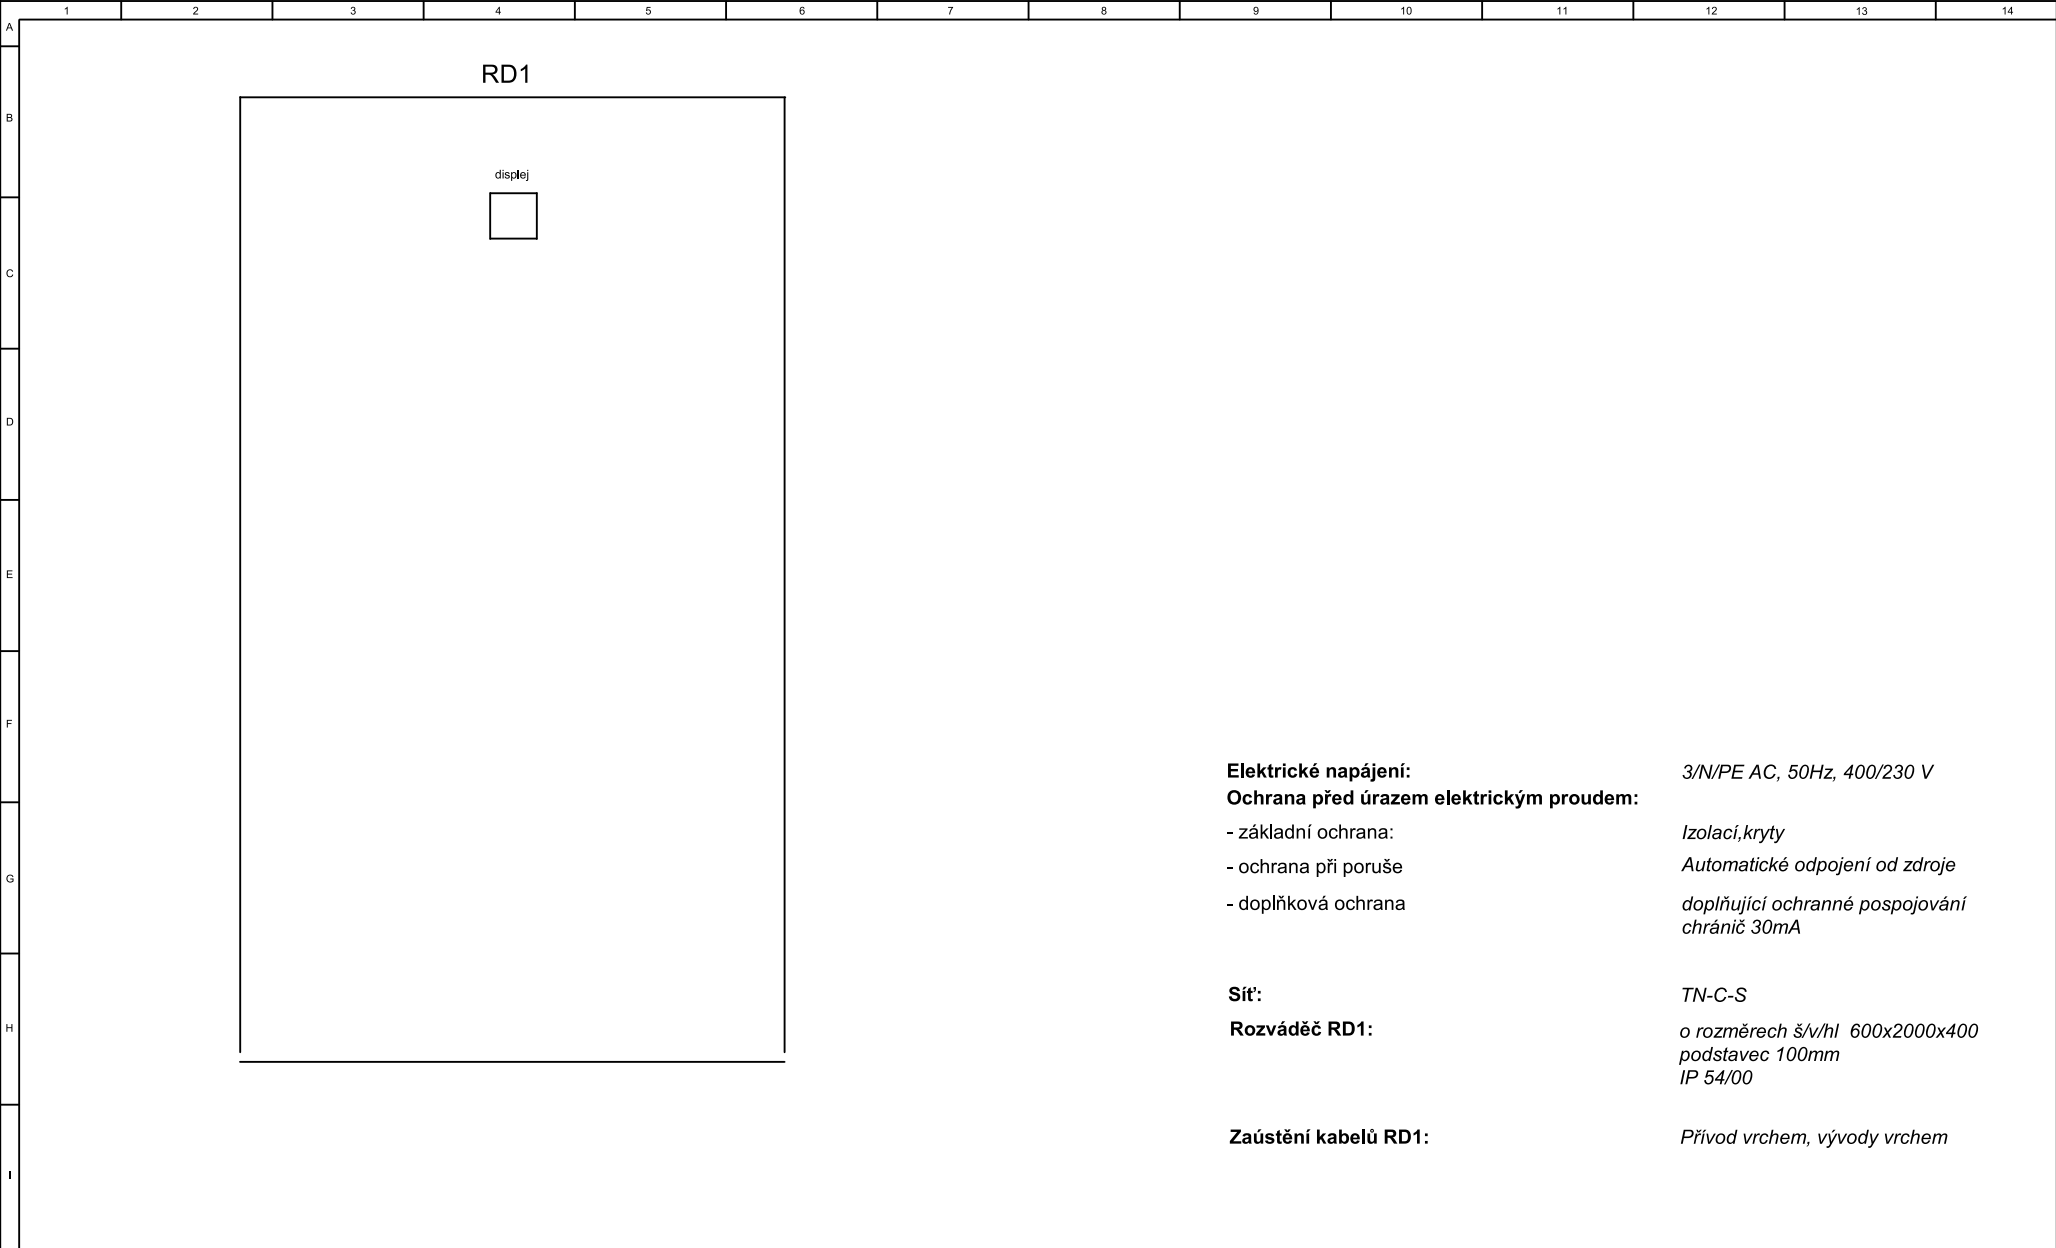 1 2 3 4 5 6 7 8 9 10 11 12 13 14
A
RD1
B
displej
C
D
E
F
Elektrické napájení: 3/N/PE AC, 50Hz, 400/230 V
Ochrana před úrazem elektrickým proudem:
- základní ochrana: Izolací,kryty
- ochrana při poruše Automatické odpojení od zdroje
G
- doplňková ochrana doplňující ochranné pospojování
chránič 30mA
Síť: TN-C-S
H
Rozváděč RD1: o rozměrech š/v/hl 600x2000x400
podstavec 100mm
IP 54/00
Zaústění kabelů RD1: Přívod vrchem, vývody vrchem
I